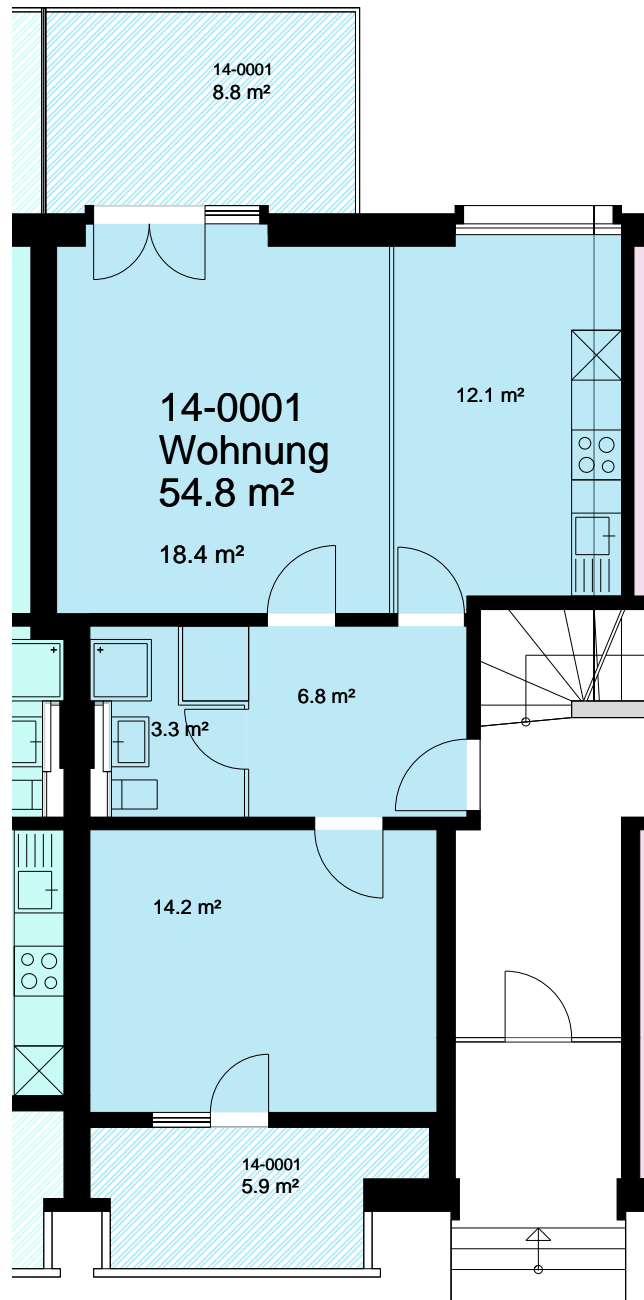 14-0001
8.8 m²
12.1 m²
14-0001
Wohnung
54.8 m²
18.4 m²
6.8 m²
3.3 m²
14.2 m²
14-0001
5.9 m²